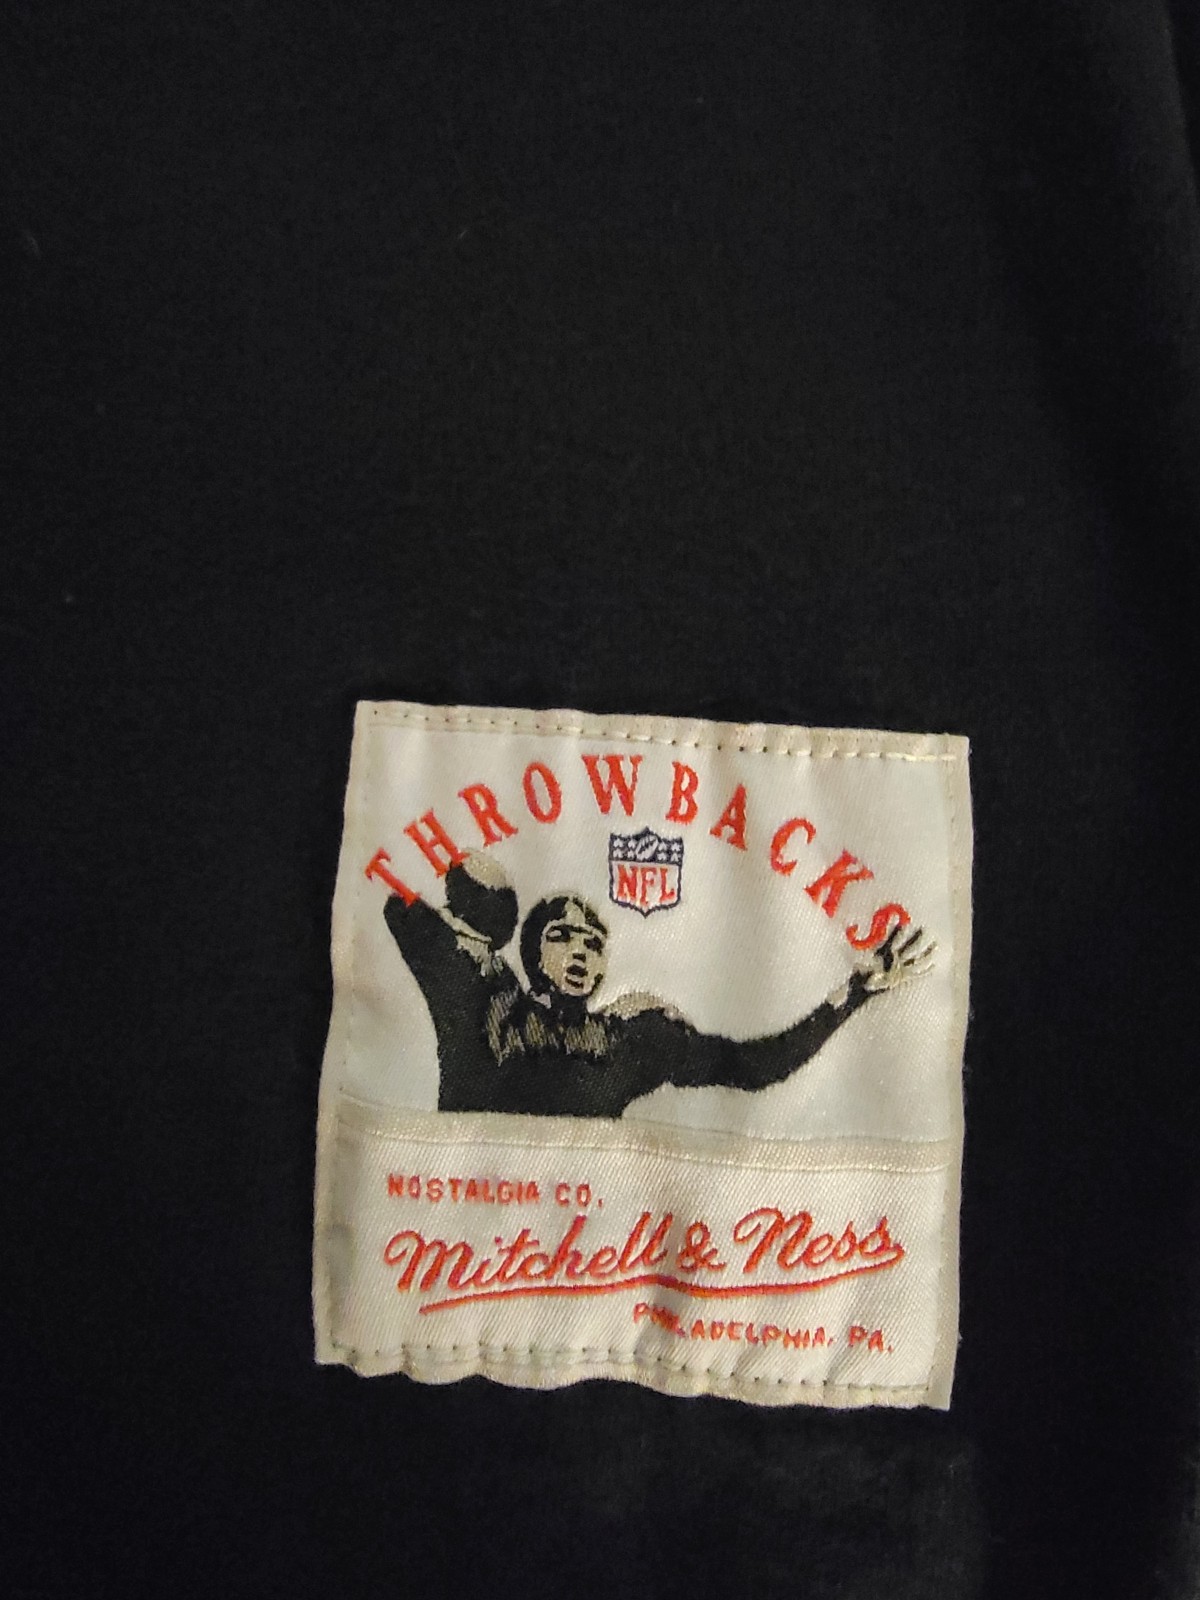 THROWBACKS
NFL
NOSTALGIA CO.
Mitchell & Ness
PHILADELPHIA, PA.